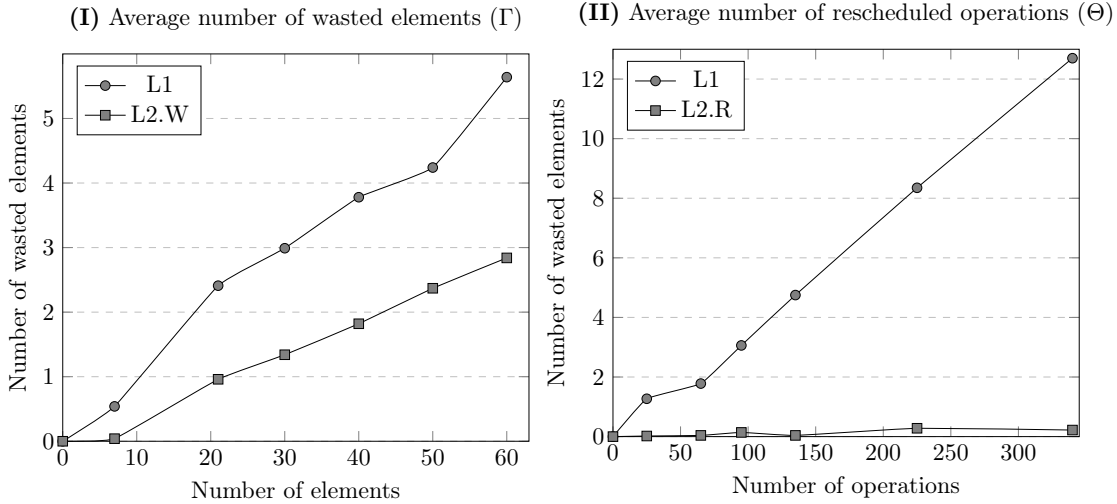 (I) Average number of wasted elements (Γ)
Number of wasted elements
5
4
3
2
1
0
L1
L2.W
0 10 20 30 40 50 60
Number of elements
(II) Average number of rescheduled operations (Θ)
Number of wasted elements
12
10
8
6
4
2
0
L1
L2.R
0 50 100 150 200 250 300
Number of operations